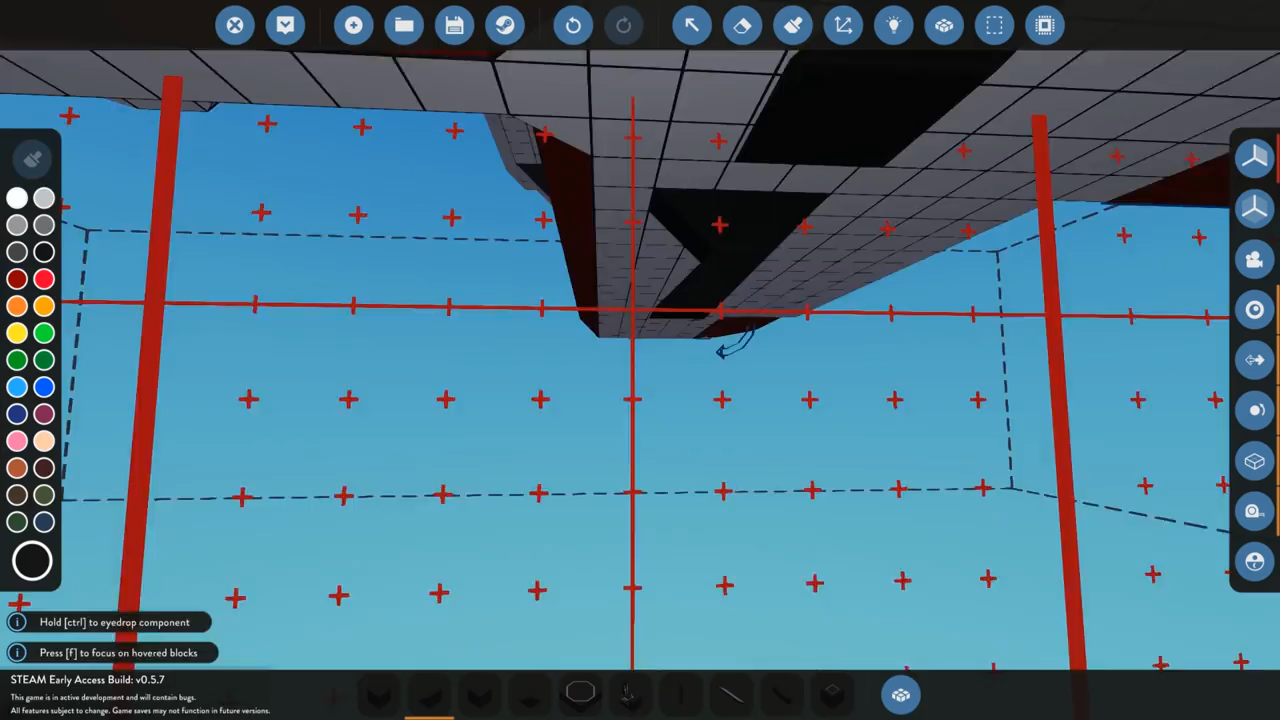 Hold [ctrl] to eyedrop component
Press [f] to focus on hovered blocks
STEAM Early Access Build: v0.5.7
This game is in active development and will contain bugs.
All features subject to change. Game saves may not function in future versions.